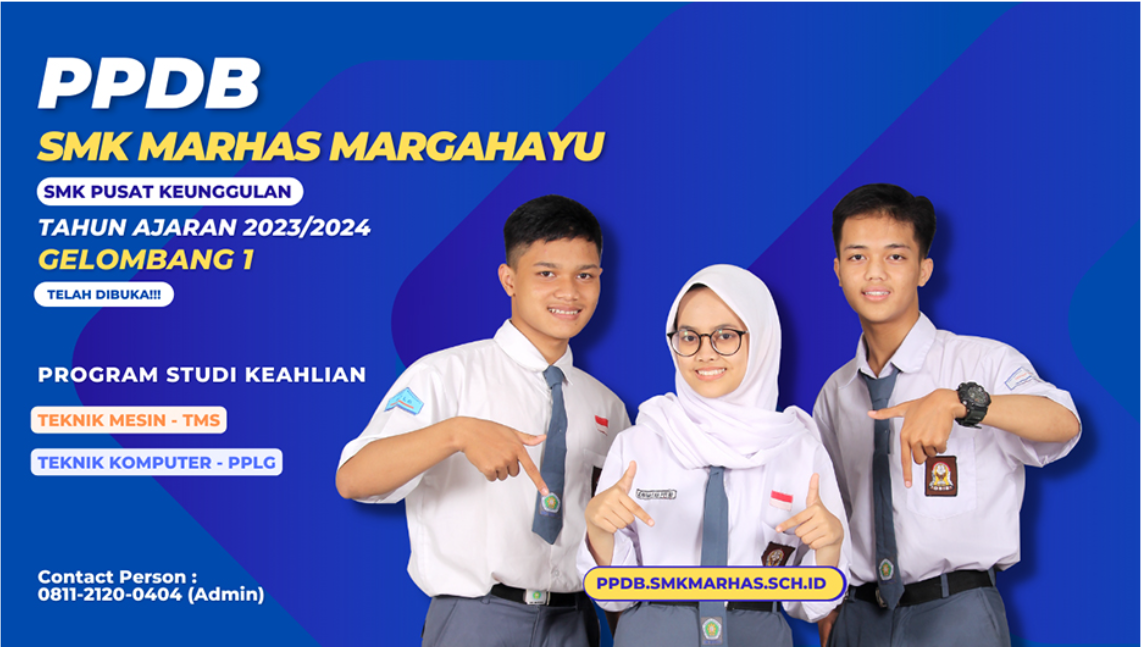 PPDB
SMK MARHAS MARGAHAYU
SMK PUSAT KEUNGGULAN
TAHUN AJARAN 2023/2024
GELOMBANG 1
TELAH DIBUKA!!!
PROGRAM STUDI KEAHLIAN
TEKNIK MESIN - TMS
TEKNIK KOMPUTER - PPLG
Contact Person :
0811-2120-0404 (Admin)
PPDB.SMKMARHAS.SCH.ID